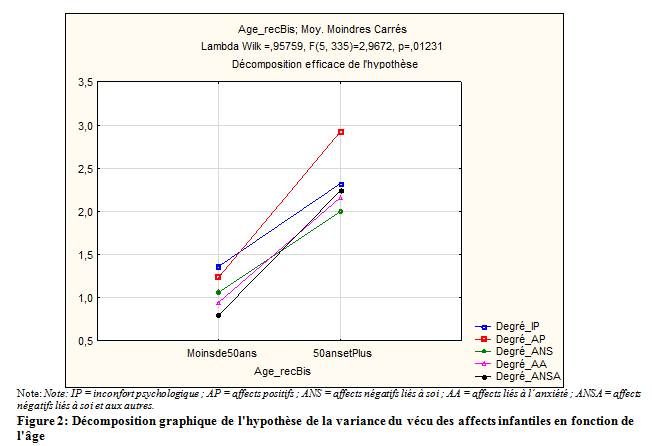 Age_recBis; Moy. Moindres Carrés
Lambda Wilk =,95759, F(5, 335)=2,9672, p=,01231
Décomposition efficace de l'hypothèse
3,5
3,0
2,5
2,0
1,5
1,0
0,5
Moinsde50ans 50ansetPlus
Age_recBis
Degré_IP
Degré_AP
Degré_ANS
Degré_AA
Degré_ANSA
Note: Note: IP = inconfort psychologique ; AP = affects positifs ; ANS = affects négatifs liés à soi ; AA = affects liés à l'anxiété ; ANSA = affects
négatifs liés à soi et aux autres.
Figure 2: Décomposition graphique de l'hypothèse de la variance du vécu des affects infantiles en fonction de
l'âge